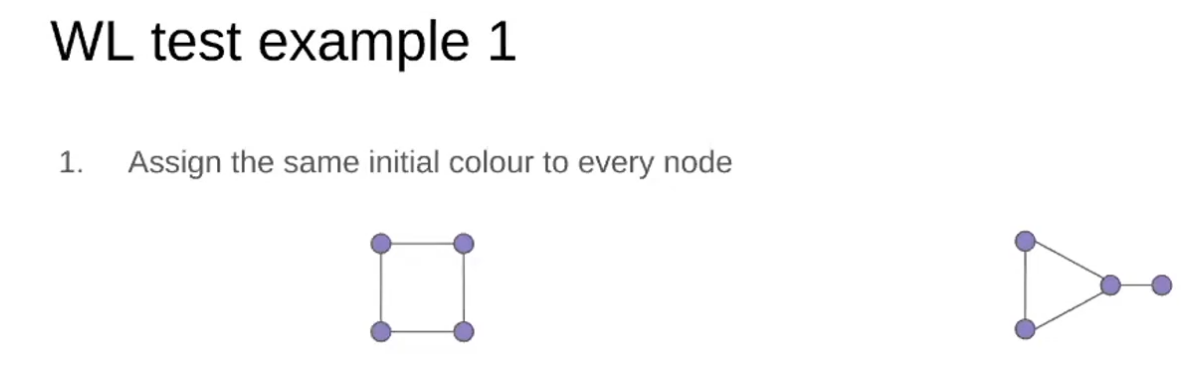 WL test example 1
1. Assign the same initial colour to every node